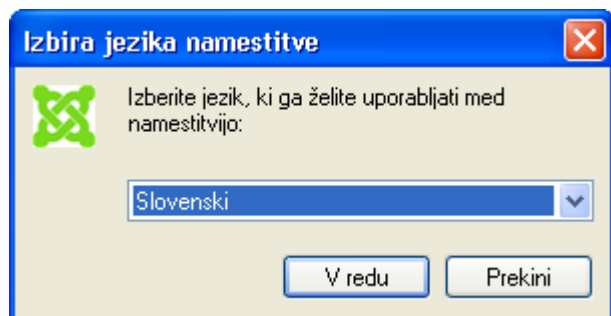 Izbira jezika namestitve
Izberite jezik, ki ga želite uporabljati med
namestitvijo:
Slovenski
V redu
Prekini